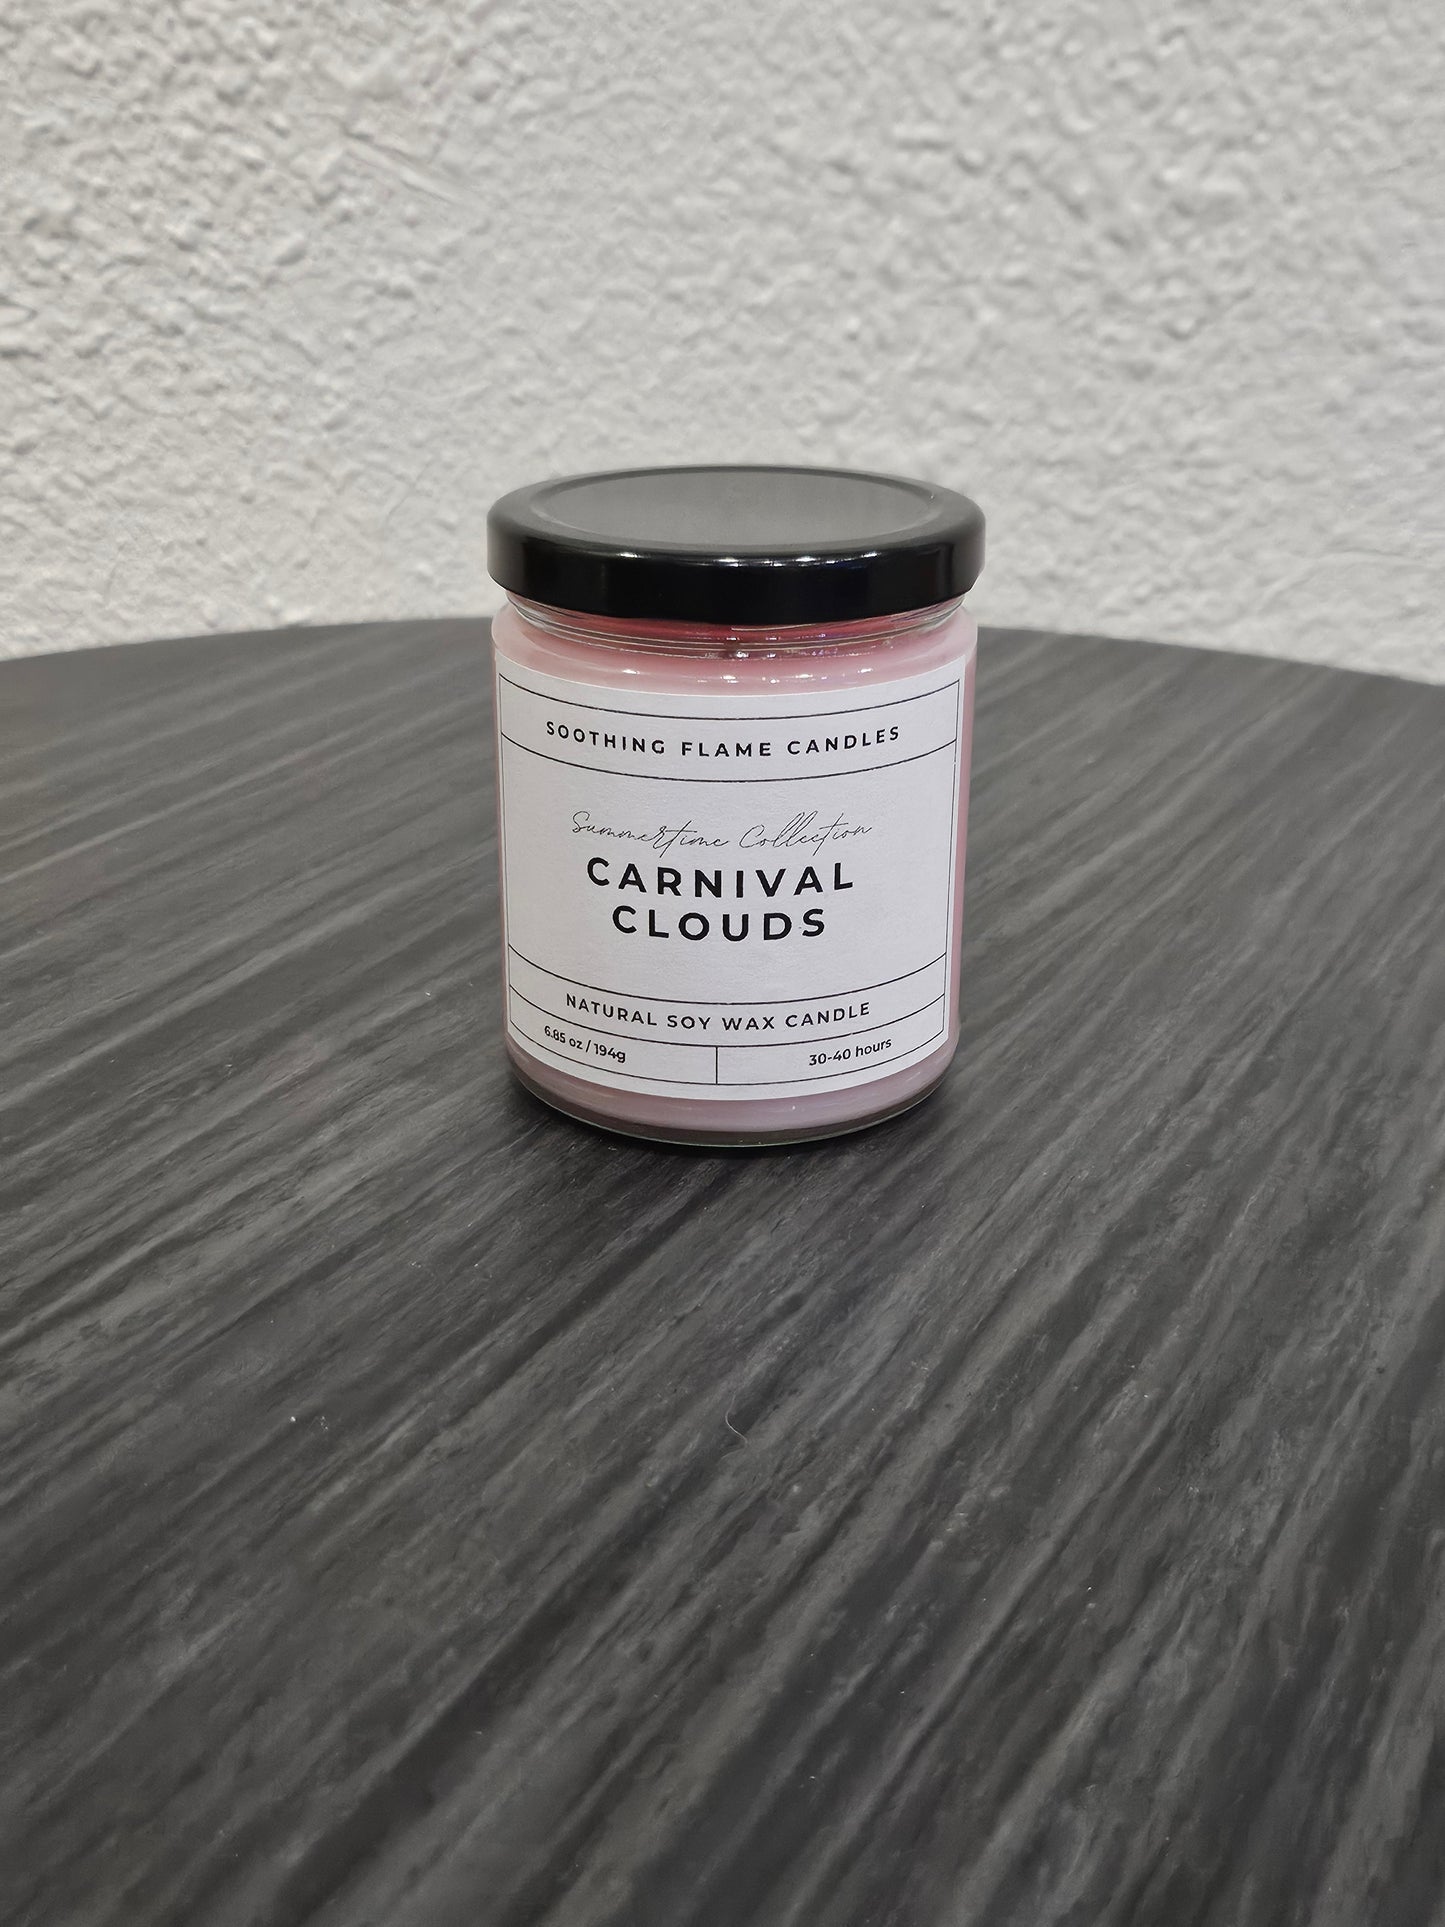 SOOTHING FLAME CANDLES
Summertime Collection
CARNIVAL
CLOUDS
NATURAL SOY WAX CANDLE
6.85 oz / 194g
30-40 hours